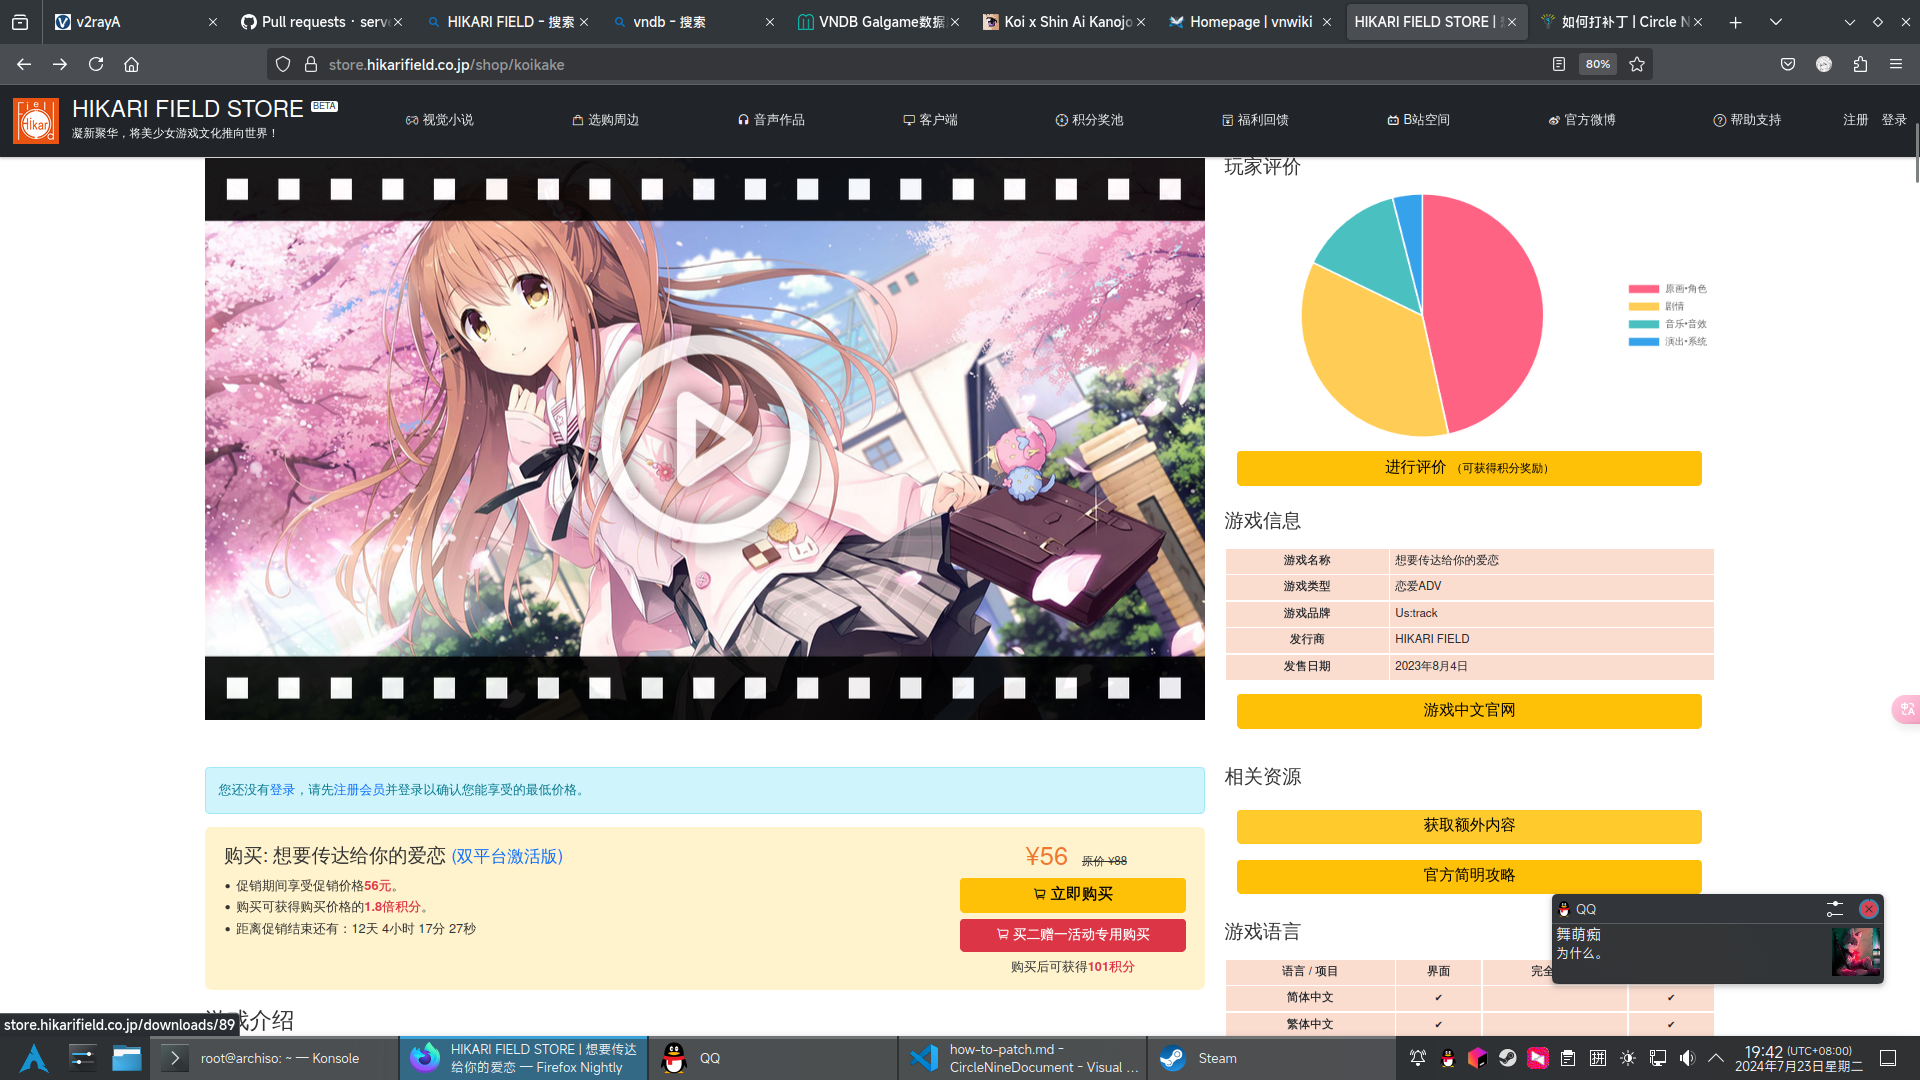 v2rayA
Pull requests · serv
HIKARI FIELD - 搜索
vndb - 搜索
VNDB Galgame数据
Koi x Shin Ai Kanojo
Homepage | vnwiki
HIKARI FIELD STORE |
如何打补丁 | Circle N
store.hikarifield.co.jp/shop/koikake
80%
HIKARI FIELD STORE BETA
凝新聚华，将美少女游戏文化推向世界！
视觉小说
选购周边
音声作品
客户端
积分奖池
福利回馈
B站空间
官方微博
帮助支持
注册
登录
玩家评价
原画•角色
剧情
音乐•音效
演出•系统
进行评价 （可获得积分奖励）
游戏信息
游戏名称 想要传达给你的爱恋
游戏类型 恋爱ADV
游戏品牌 Us:track
发行商 HIKARI FIELD
发售日期 2023年8月4日
游戏中文官网
相关资源
获取额外内容
官方简明攻略
游戏语言
语言 / 项目 界面 完全
简体中文 ✔ ✔
繁体中文 ✔ ✔
您还没有登录，请先注册会员并登录以确认您能享受的最低价格。
购买: 想要传达给你的爱恋 (双平台激活版)
• 促销期间享受促销价格56元。
• 购买可获得购买价格的1.8倍积分。
• 距离促销结束还有：12天 4小时 17分 27秒
¥56 原价 ¥88
立即购买
买二赠一活动专用购买
购买后可获得101积分
游戏介绍
store.hikarifield.co.jp/downloads/89
QQ
舞萌痴
为什么。
root@archiso: ~ — Konsole
HIKARI FIELD STORE | 想要传达
给你的爱恋 — Firefox Nightly
QQ
how-to-patch.md -
CircleNineDocument - Visual ...
Steam
19:42 (UTC+08:00)
2024年7月23日星期二